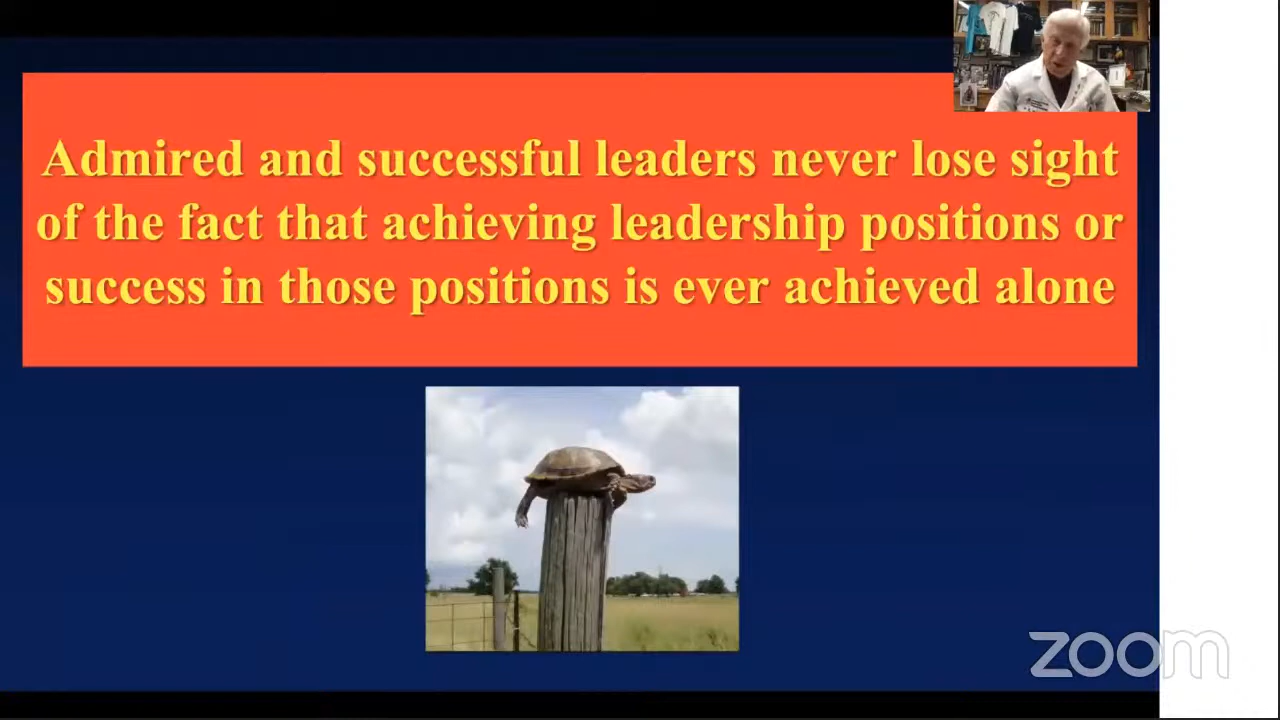 Admired and successful leaders never lose sight
of the fact that achieving leadership positions or
success in those positions is ever achieved alone
zoom